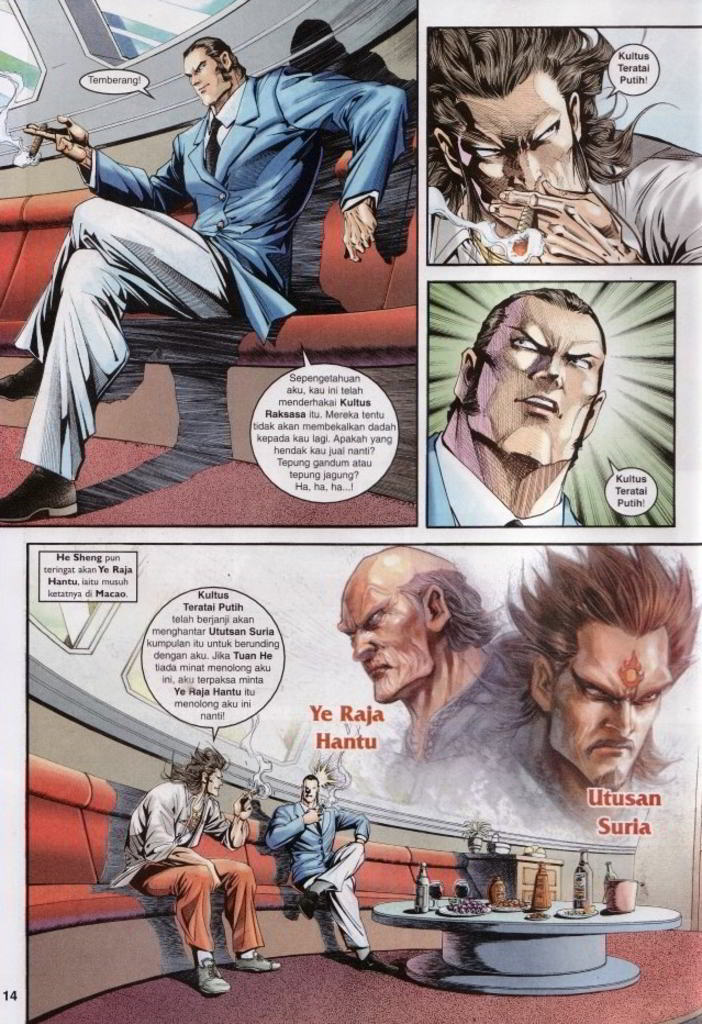 Temberang!
Kultus
Teratai
Putih!
Sepengetahuan
aku, kau ini telah
menderhakai Kultus
Raksasa itu. Mereka tentu
tidak akan membekalkan dadah
kepada kau lagi. Apakah yang
hendak kau jual nanti?
Tepung gandum atau
tepung jagung?
Ha, ha, ha...!
Kultus
Teratai
Putih!
He Sheng pun
teringat akan Ye Raja
Hantu, iaitu musuh
ketatnya di Macao.
Kultus
Teratai Putih
telah berjanji akan
menghantar Ututsan Suria
kumpulan itu untuk berunding
dengan aku. Jika Tuan He
tiada minat menolong aku
ini, aku terpaksa minta
Ye Raja Hantu itu
menolong aku ini
nanti!
Ye Raja
Hantu
Utusan
Suria
14